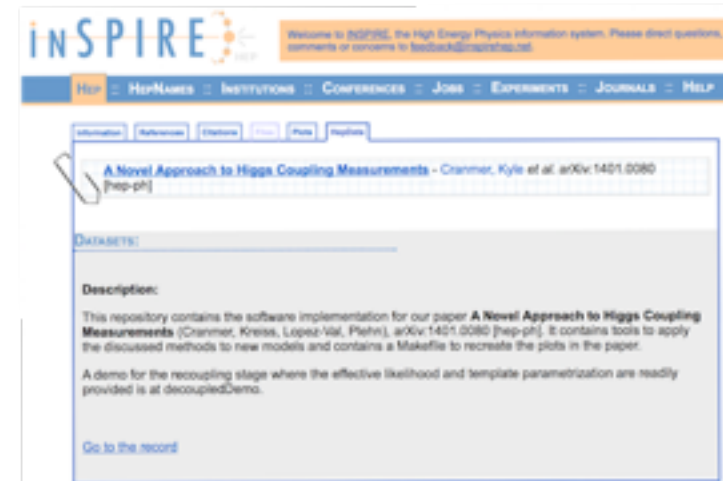 inSPIRE HEP
Welcome to INSPIRE, the High Energy Physics information system. Please direct questions,
comments or concerns to feedback@inspirehep.net.
HEP :: HEPNAMES :: INSTITUTIONS :: CONFERENCES :: JOBS :: EXPERIMENTS :: JOURNALS :: HELP
Information References Citations Files Plots HepData
A Novel Approach to Higgs Coupling Measurements - Cranmer, Kyle et al. arXiv:1401.0080
[hep-ph]
DATASETS:
Description:
This repository contains the software implementation for our paper A Novel Approach to Higgs Coupling
Measurements (Cranmer, Kreiss, Lopez-Val, Plehn), arXiv:1401.0080 [hep-ph]. It contains tools to apply
the discussed methods to new models and contains a Makefile to recreate the plots in the paper.
A demo for the recoupling stage where the effective likelihood and template parametrization are readily
provided is at decoupledDemo.
Go to the record